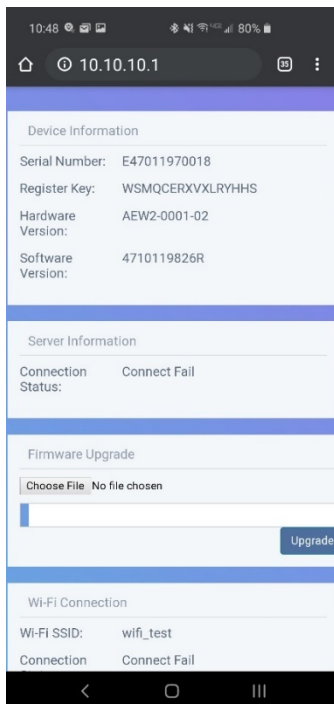 10:48 80%
10.10.10.1 35
Device Information
Serial Number: E47011970018
Register Key: WSMQCERXVXLRYHHS
Hardware Version: AEW2-0001-02
Software Version: 4710119826R
Server Information
Connection Status: Connect Fail
Firmware Upgrade
Choose File No file chosen
Upgrade
Wi-Fi Connection
Wi-Fi SSID: wifi_test
Connection Connect Fail